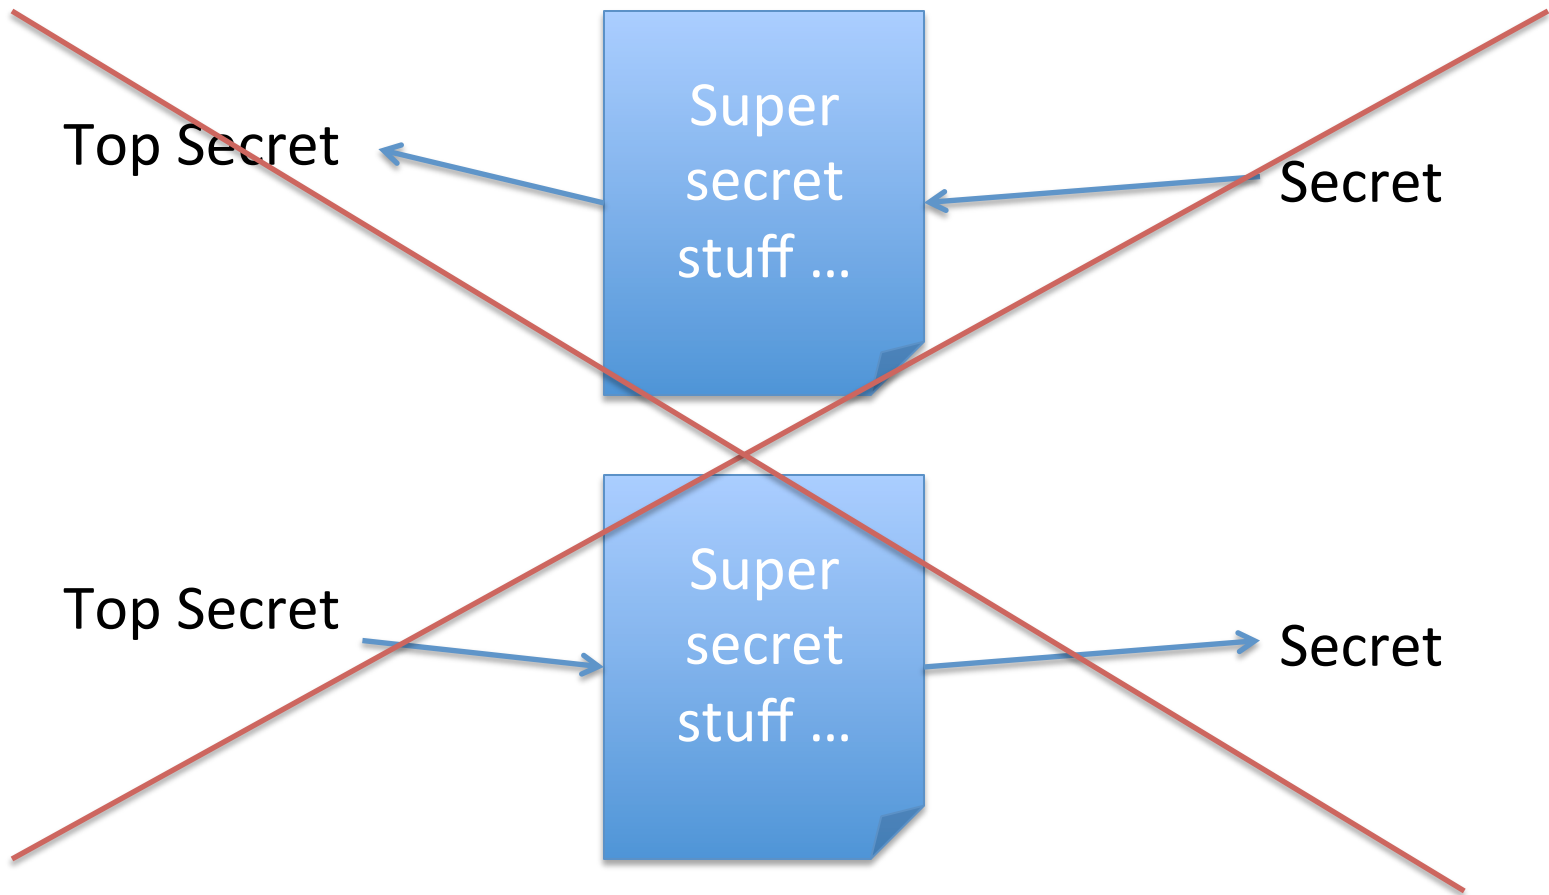 Top Secret
Super
secret
stuff ...
Secret
Top Secret
Super
secret
stuff ...
Secret